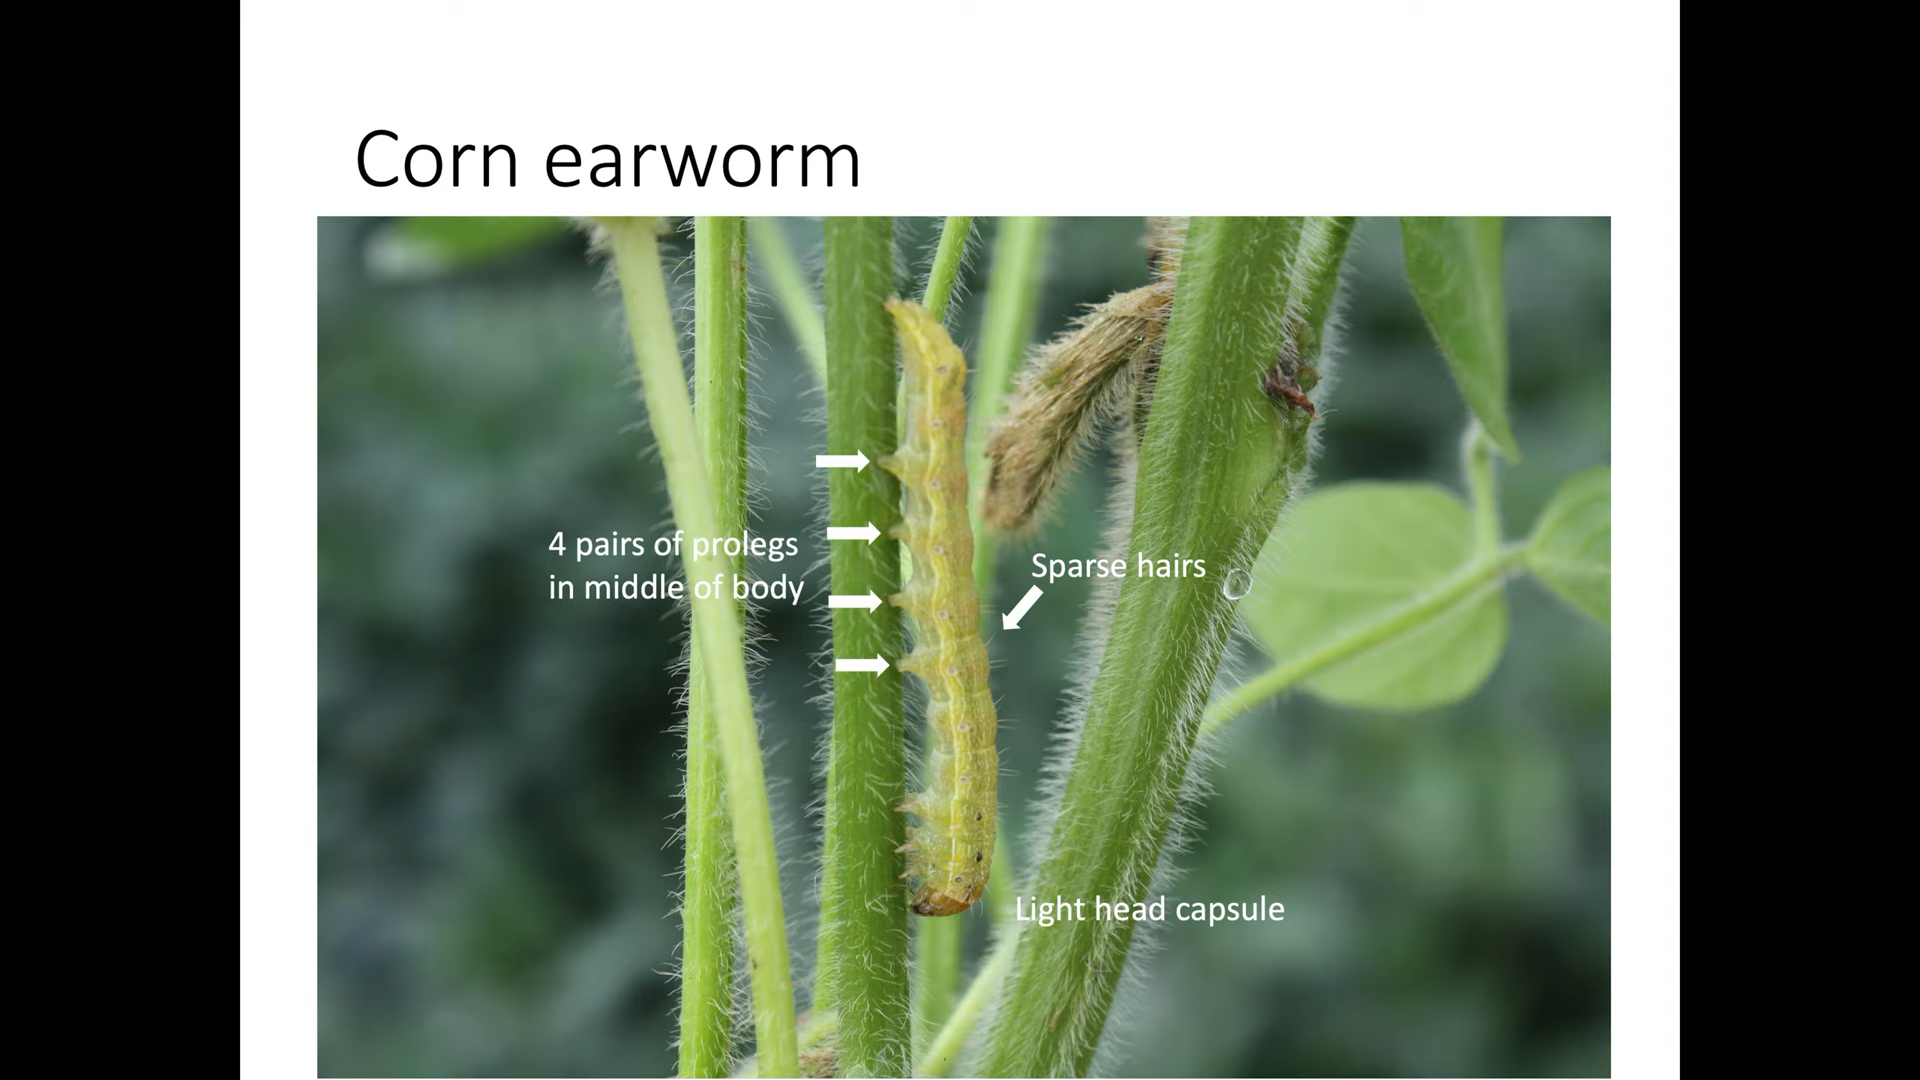 Corn earworm
4 pairs of prolegs
in middle of body
Sparse hairs
Light head capsule